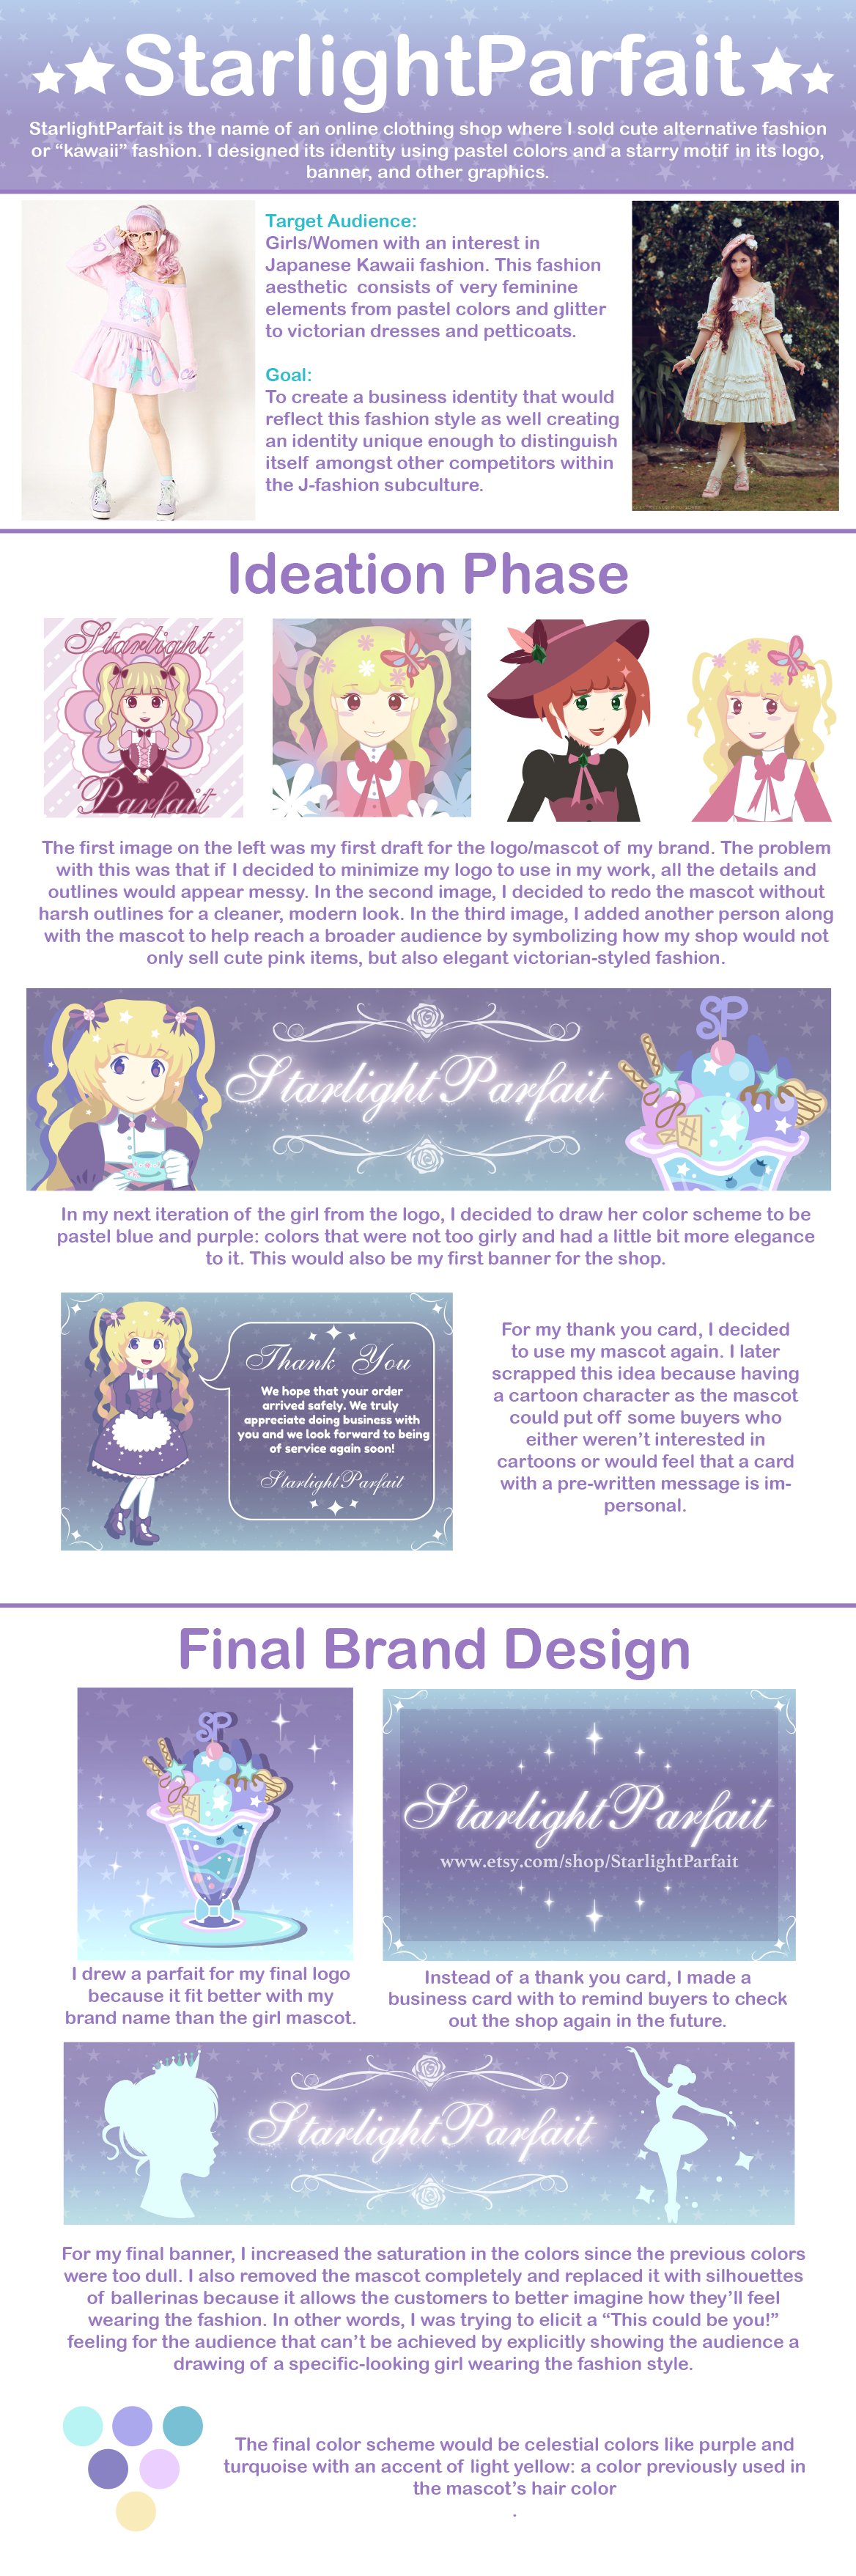 StarlightParfait
StarlightParfait is the name of an online clothing shop where I sold cute alternative fashion
or “kawaii” fashion. I designed its identity using pastel colors and a starry motif in its logo,
banner, and other graphics.
Target Audience:
Girls/Women with an interest in
Japanese Kawaii fashion. This fashion
aesthetic consists of very feminine
elements from pastel colors and glitter
to victorian dresses and petticoats.
Goal:
To create a business identity that would
reflect this fashion style as well creating
an identity unique enough to distinguish
itself amongst other competitors within
the J-fashion subculture.
Ideation Phase
Starlight
Parfait
The first image on the left was my first draft for the logo/mascot of my brand. The problem
with this was that if I decided to minimize my logo to use in my work, all the details and
outlines would appear messy. In the second image, I decided to redo the mascot without
harsh outlines for a cleaner, modern look. In the third image, I added another person along
with the mascot to help reach a broader audience by symbolizing how my shop would not
only sell cute pink items, but also elegant victorian-styled fashion.
StarlightParfait
SP
In my next iteration of the girl from the logo, I decided to draw her color scheme to be
pastel blue and purple: colors that were not too girly and had a little bit more elegance
to it. This would also be my first banner for the shop.
Thank You
We hope that your order
arrived safely. We truly
appreciate doing business with
you and we look forward to being
of service again soon!
StarlightParfait
For my thank you card, I decided
to use my mascot again. I later
scrapped this idea because having
a cartoon character as the mascot
could put off some buyers who
either weren’t interested in
cartoons or would feel that a card
with a pre-written message is im-
personal.
Final Brand Design
SP
StarlightParfait
www.etsy.com/shop/StarlightParfait
I drew a parfait for my final logo
because it fit better with my
brand name than the girl mascot.
Instead of a thank you card, I made a
business card with to remind buyers to check
out the shop again in the future.
StarlightParfait
For my final banner, I increased the saturation in the colors since the previous colors
were too dull. I also removed the mascot completely and replaced it with silhouettes
of ballerinas because it allows the customers to better imagine how they’ll feel
wearing the fashion. In other words, I was trying to elicit a “This could be you!”
feeling for the audience that can’t be achieved by explicitly showing the audience a
drawing of a specific-looking girl wearing the fashion style.
The final color scheme would be celestial colors like purple and
turquoise with an accent of light yellow: a color previously used in
the mascot’s hair color
.